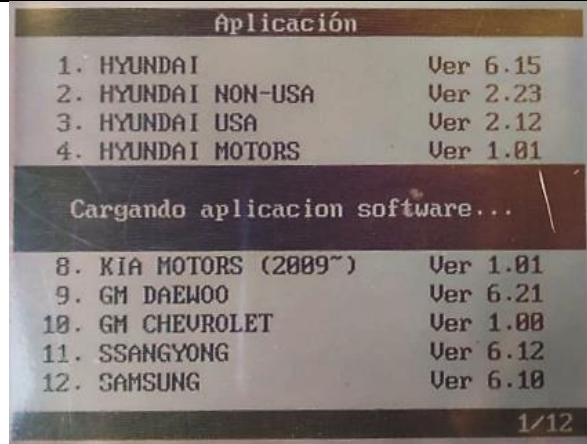 Aplicación
1. HYUNDAI Ver 6.15
2. HYUNDAI NON-USA Ver 2.23
3. HYUNDAI USA Ver 2.12
4. HYUNDAI MOTORS Ver 1.01
Cargando aplicacion software...
8. KIA MOTORS (2009~) Ver 1.01
9. GM DAEWOO Ver 6.21
10. GM CHEVROLET Ver 1.00
11. SSANGYONG Ver 6.12
12. SAMSUNG Ver 6.10
1/12